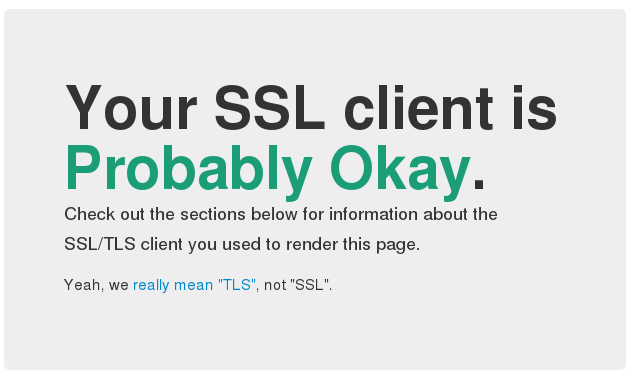 Your SSL client is
Probably Okay.
Check out the sections below for information about the
SSL/TLS client you used to render this page.
Yeah, we really mean "TLS", not "SSL".